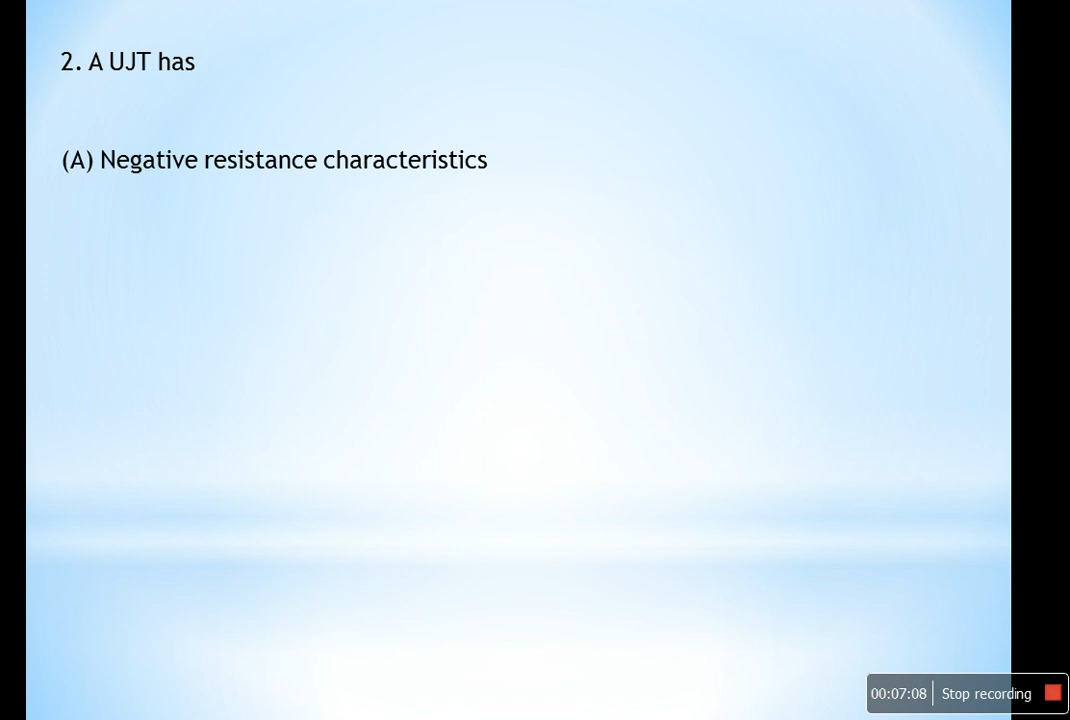 2. A UJT has
(A) Negative resistance characteristics
00:07:08 Stop recording